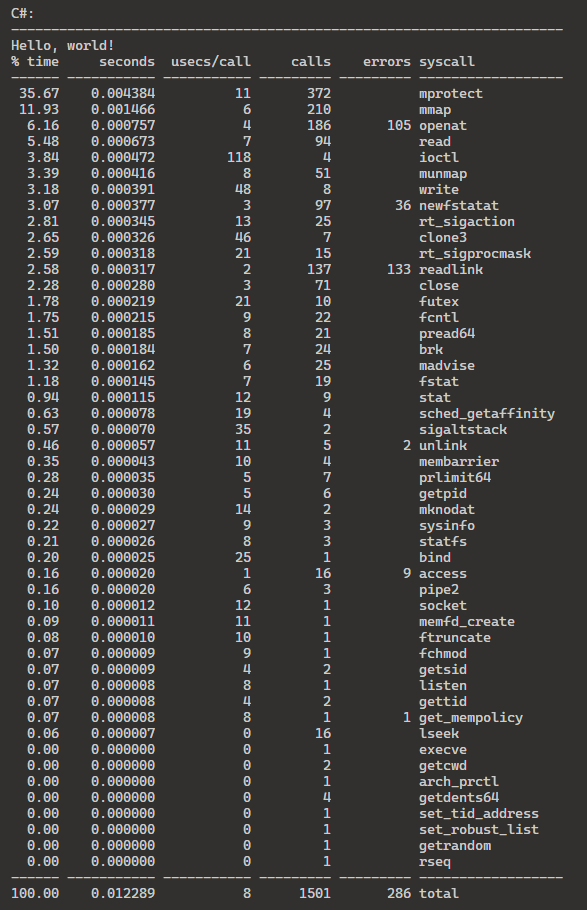 C#:
---------------------------------------------------------------------
Hello, world!
% time     seconds  usecs/call     calls    errors syscall
------ ----------- ----------- --------- --------- ------------------
 35.67    0.004384          11       372           mprotect
 11.93    0.001466           6       210           mmap
  6.16    0.000757           4       186       105 openat
  5.48    0.000673           7        94           read
  3.84    0.000472         118         4           ioctl
  3.39    0.000416           8        51           munmap
  3.18    0.000391          48         8           write
  3.07    0.000377           3        97        36 newfstatat
  2.81    0.000345          13        25           rt_sigaction
  2.65    0.000326          46         7           clone3
  2.59    0.000318          21        15           rt_sigprocmask
  2.58    0.000317           2       137       133 readlink
  2.28    0.000280           3        71           close
  1.78    0.000219          21        10           futex
  1.75    0.000215           9        22           fcntl
  1.51    0.000185           8        21           pread64
  1.50    0.000184           7        24           brk
  1.32    0.000162           6        25           madvise
  1.18    0.000145           7        19           fstat
  0.94    0.000115          12         9           stat
  0.63    0.000078          19         4           sched_getaffinity
  0.57    0.000070          35         2           sigaltstack
  0.46    0.000057          11         5         2 unlink
  0.35    0.000043          10         4           membarrier
  0.28    0.000035           5         7           prlimit64
  0.24    0.000030           5         6           getpid
  0.24    0.000029          14         2           mknodat
  0.22    0.000027           9         3           sysinfo
  0.21    0.000026           8         3           statfs
  0.20    0.000025          25         1           bind
  0.16    0.000020           1        16         9 access
  0.16    0.000020           6         3           pipe2
  0.10    0.000012          12         1           socket
  0.09    0.000011          11         1           memfd_create
  0.08    0.000010          10         1           ftruncate
  0.07    0.000009           9         1           fchmod
  0.07    0.000009           4         2           getsid
  0.07    0.000008           8         1           listen
  0.07    0.000008           4         2           gettid
  0.07    0.000008           8         1         1 get_mempolicy
  0.06    0.000007           0        16           lseek
  0.00    0.000000           0         1           execve
  0.00    0.000000           0         2           getcwd
  0.00    0.000000           0         1           arch_prctl
  0.00    0.000000           0         4           getdents64
  0.00    0.000000           0         1           set_tid_address
  0.00    0.000000           0         1           set_robust_list
  0.00    0.000000           0         1           getrandom
  0.00    0.000000           0         1           rseq
------ ----------- ----------- --------- --------- ------------------
100.00    0.012289           8      1501       286 total